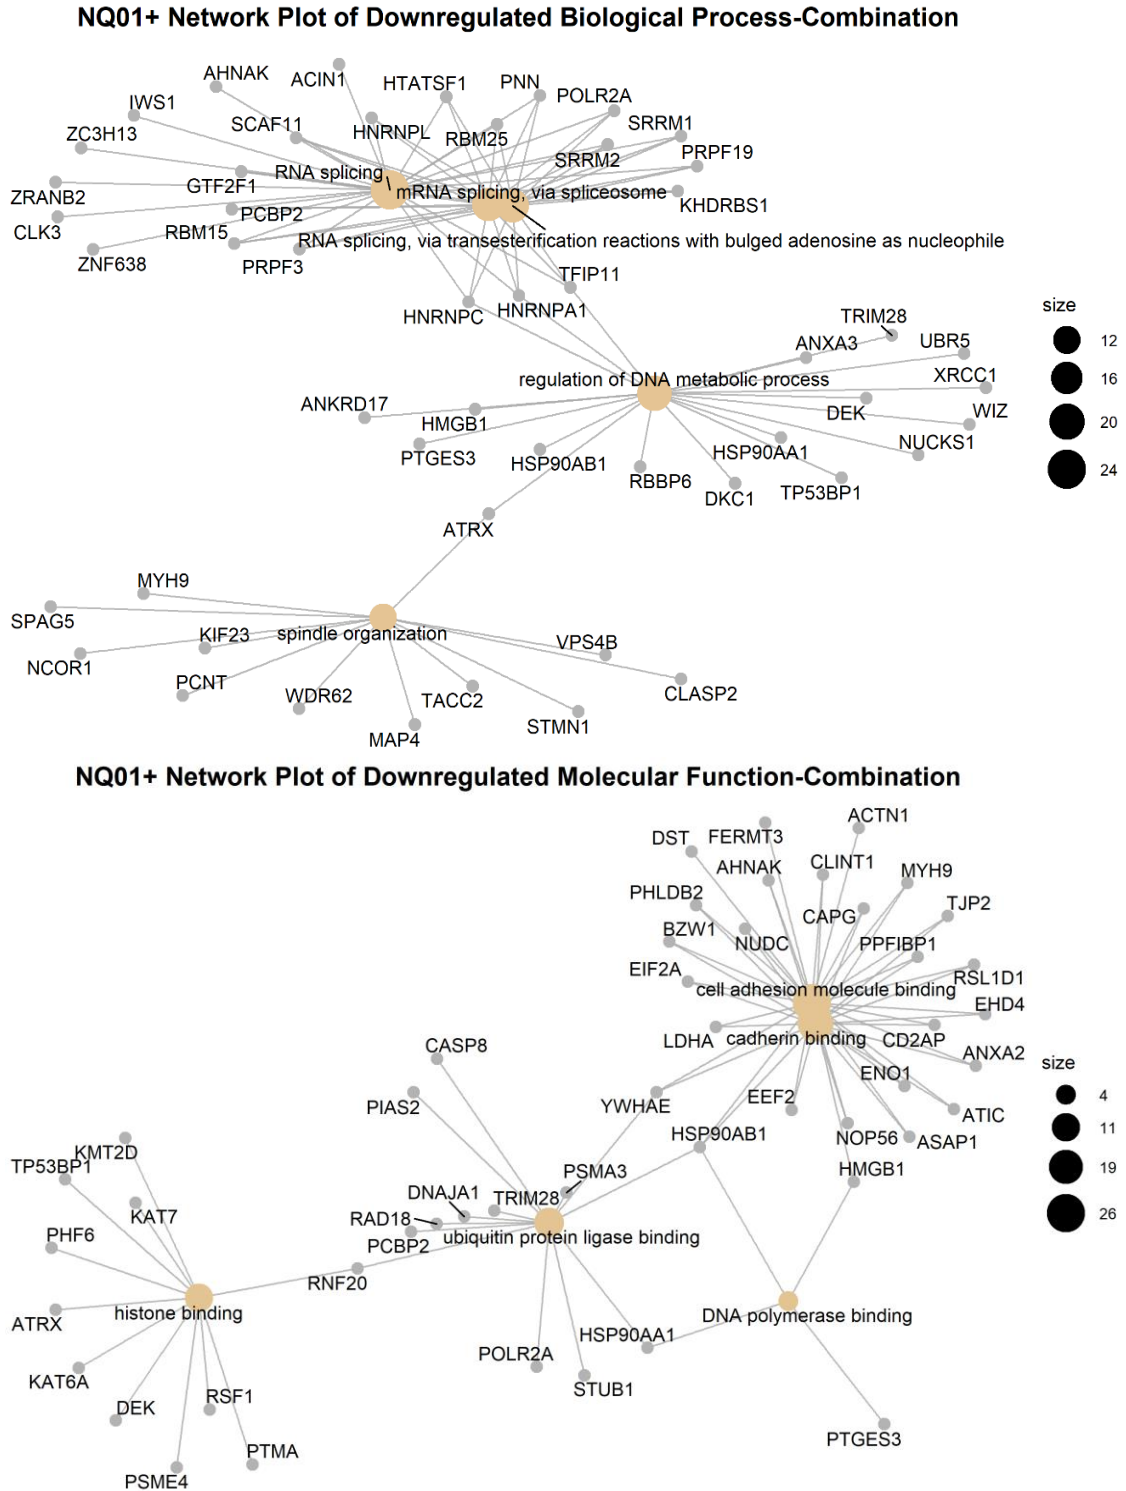 NQ01+ Network Plot of Downregulated Biological Process-Combination
AHNAK
ACIN1
HTATSF1
PNN
POLR2A
IWS1
SCAF11
HNRNPL
RBM25
SRRM1
ZC3H13
SRRM2
PRPF19
RNA splicing
GTF2F1
mRNA splicing, via spliceosome
ZRANB2
PCBP2
KHDRBS1
CLK3
RBM15
RNA splicing, via transesterification reactions with bulged adenosine as nucleophile
ZNF638
PRPF3
TFIP11
HNRNPC
HNRNPA1
size
12
16
20
24
TRIM28
ANXA3
UBR5
XRCC1
regulation of DNA metabolic process
ANKRD17
HMGB1
DEK
WIZ
NUCKS1
PTGES3
HSP90AB1
HSP90AA1
RBBP6
DKC1
TP53BP1
ATRX
MYH9
SPAG5
KIF23
spindle organization
VPS4B
NCOR1
PCNT
WDR62
TACC2
CLASP2
STMN1
MAP4
NQ01+ Network Plot of Downregulated Molecular Function-Combination
ACTN1
DST
FERMT3
AHNAK
CLINT1
MYH9
PHLDB2
CAPG
TJP2
BZW1
NUDC
PPFIBP1
EIF2A
RSL1D1
cell adhesion molecule binding
EHD4
LDHA
cadherin binding
CD2AP
ANXA2
CASP8
ENO1
PIAS2
YWHAE
EEF2
ATIC
HSP90AB1
NOP56
ASAP1
HMGB1
size
4
11
19
26
KMT2D
TP53BP1
PSMA3
DNAJA1
TRIM28
KAT7
RAD18
PHF6
PCBP2
ubiquitin protein ligase binding
RNF20
histone binding
ATRX
DNA polymerase binding
HSP90AA1
POLR2A
KAT6A
STUB1
DEK
RSF1
PTGES3
PTMA
PSME4